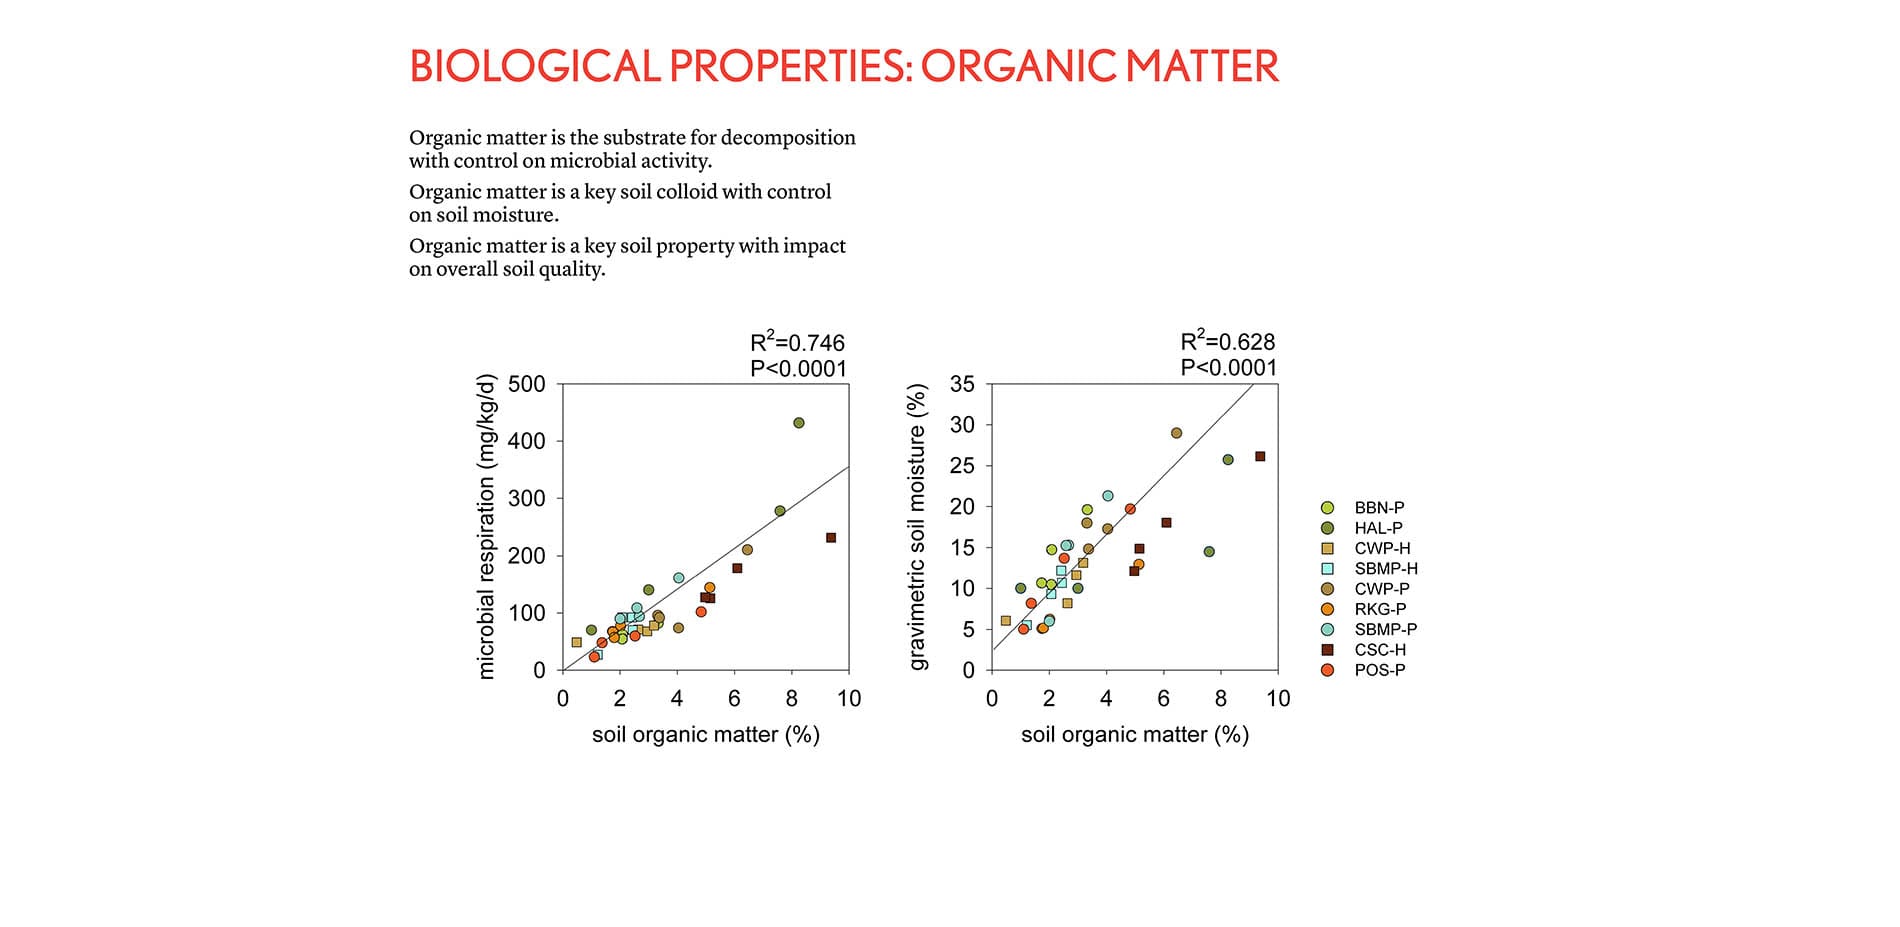 BIOLOGICAL PROPERTIES: ORGANIC MATTER
Organic matter is the substrate for decomposition
with control on microbial activity.
Organic matter is a key soil colloid with control
on soil moisture.
Organic matter is a key soil property with impact
on overall soil quality.
R²=0.746
P<0.0001
500
400
300
200
100
0
microbial respiration (mg/kg/d)
0 2 4 6 8 10
soil organic matter (%)
R²=0.628
P<0.0001
35
30
25
20
15
10
5
0
gravimetric soil moisture (%)
0 2 4 6 8 10
soil organic matter (%)
BBN-P
HAL-P
CWP-H
SBMP-H
CWP-P
RKG-P
SBMP-P
CSC-H
POS-P